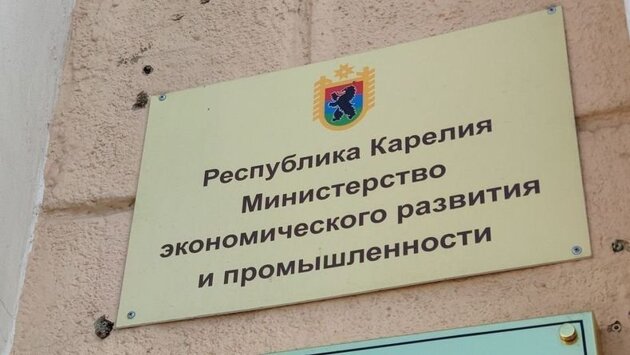 Республика Карелия
Министерство
экономического развития
и промышленности